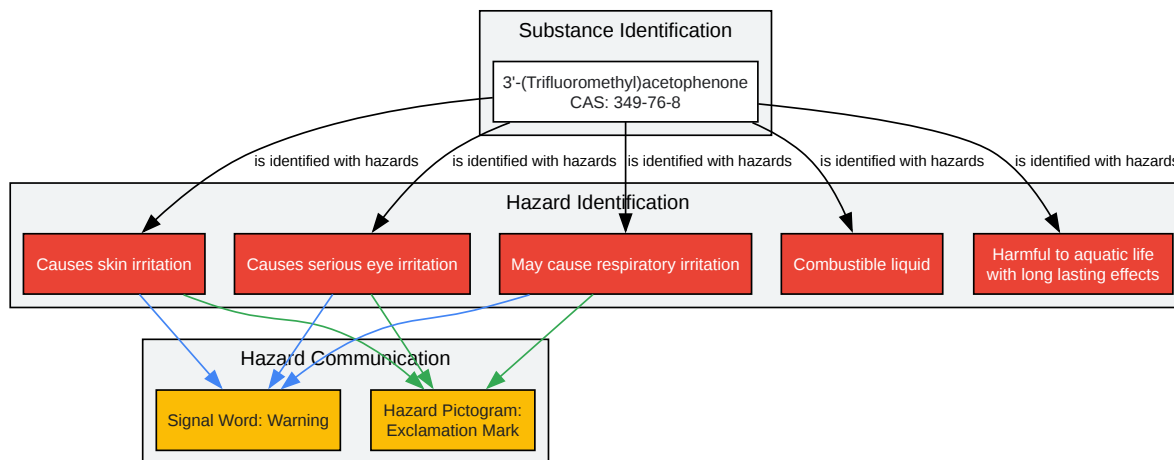 Substance Identification
3'-(Trifluoromethyl)acetophenone
CAS: 349-76-8
is identified with hazards
is identified with hazards
is identified with hazards
is identified with hazards
is identified with hazards
Hazard Identification
Causes skin irritation
Causes serious eye irritation
May cause respiratory irritation
Combustible liquid
Harmful to aquatic life
with long lasting effects
Hazard Communication
Signal Word: Warning
Hazard Pictogram:
Exclamation Mark